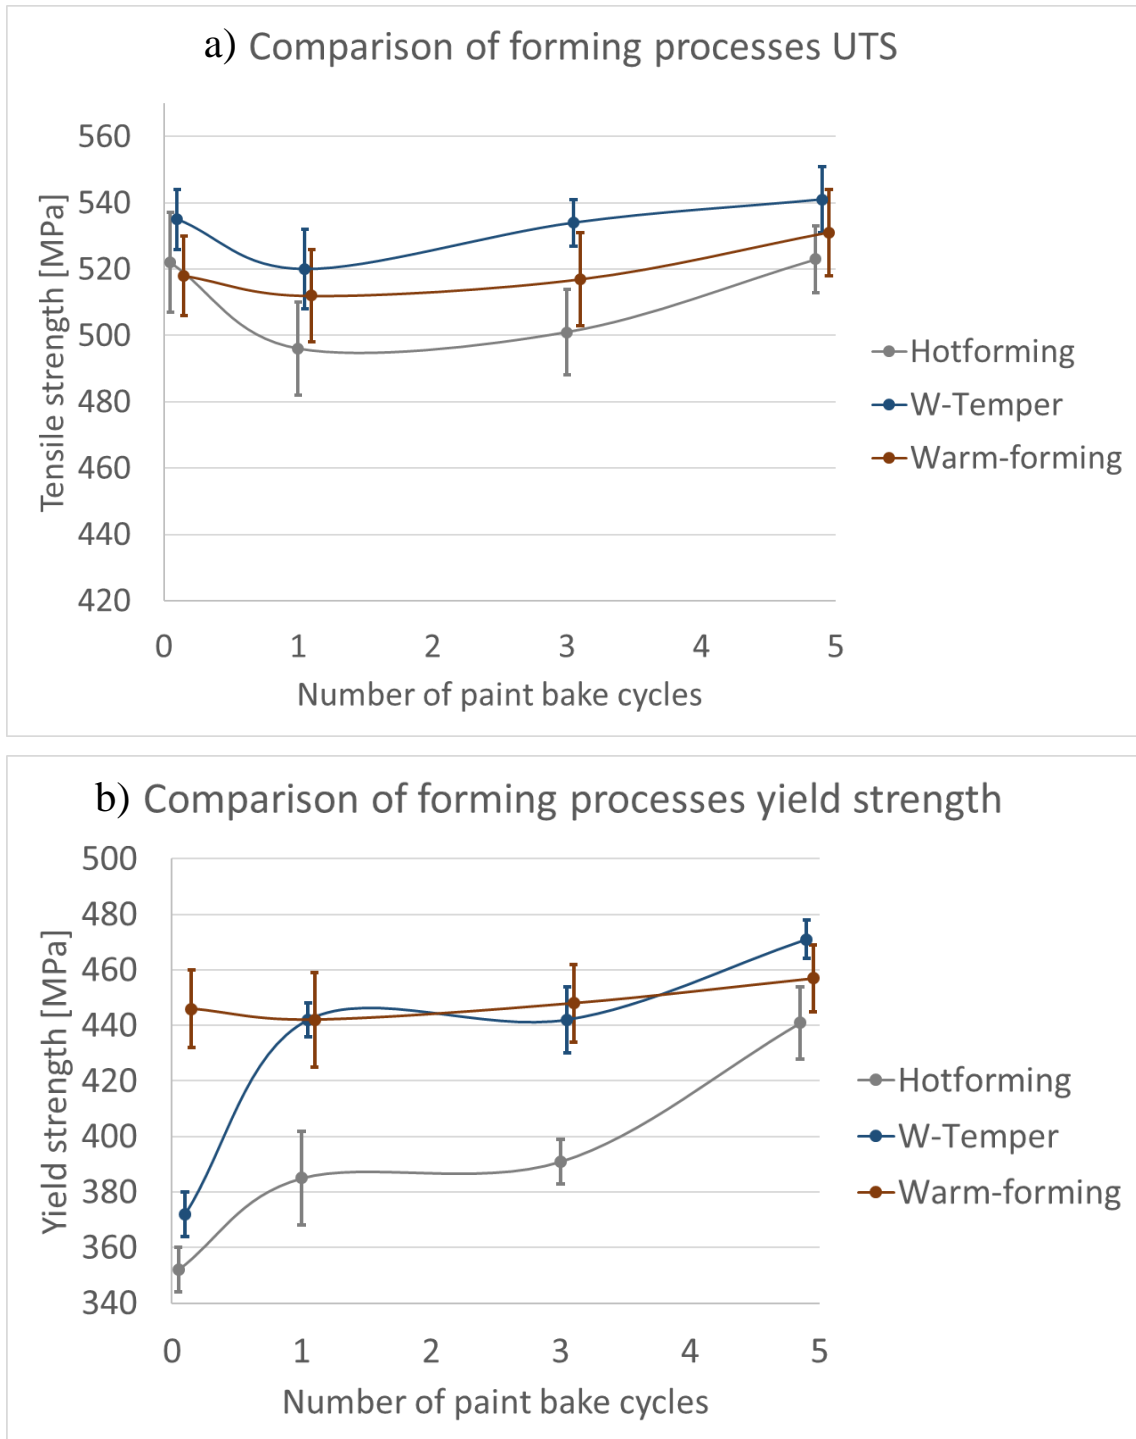 a) Comparison of forming processes UTS
Tensile strength [MPa]
560
540
520
500
480
460
440
420
0 1 2 3 4 5
Number of paint bake cycles
Hotforming
W-Temper
Warm-forming
b) Comparison of forming processes yield strength
Yield strength [MPa]
500
480
460
440
420
400
380
360
340
0 1 2 3 4 5
Number of paint bake cycles
Hotforming
W-Temper
Warm-forming